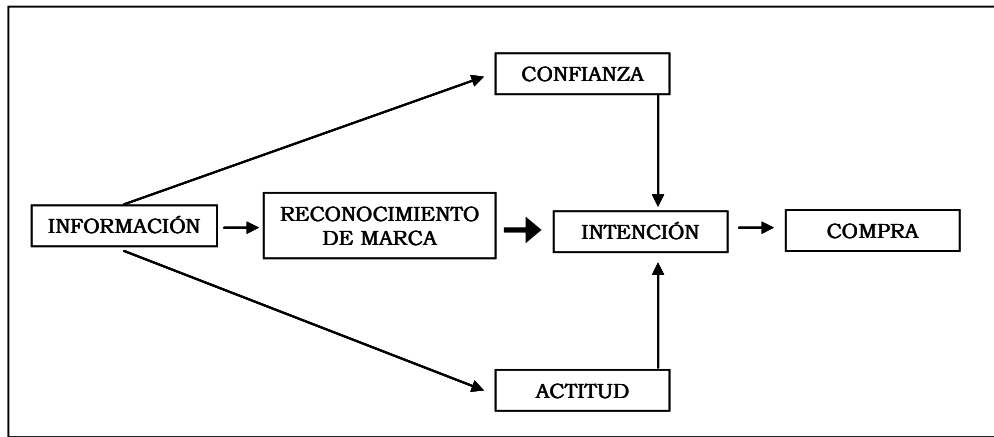 CONFIANZA
INFORMACIÓN
RECONOCIMIENTO
DE MARCA
INTENCIÓN
COMPRA
ACTITUD